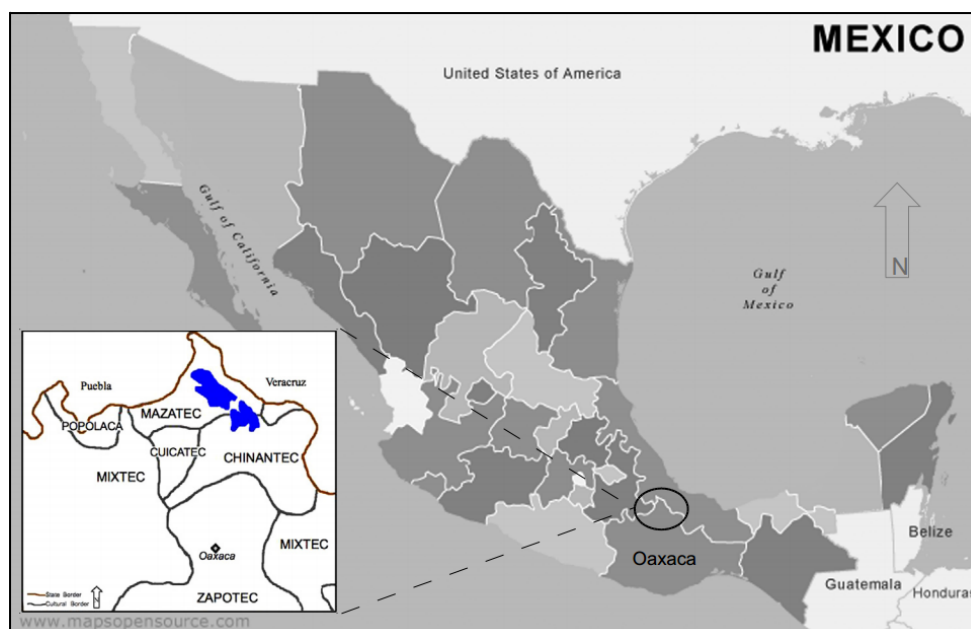 MEXICO
United States of America
Gulf of California
Gulf
of
Mexico
N
Puebla
Veracruz
MAZATEC
POPOLACA
CUICATEC
CHINANTEC
MIXTEC
MIXTEC
Oaxaca
ZAPOTEC
State Border
Cultural Border
N
Oaxaca
Belize
Guatemala
Honduras
www.mapsopensource.com